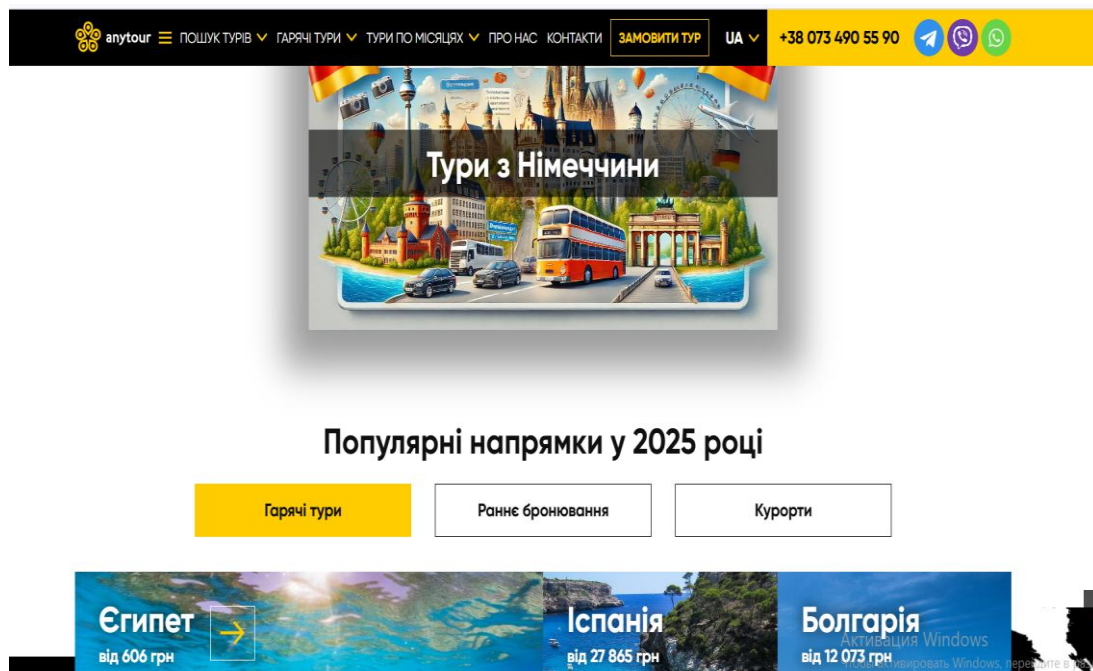 anytour ПОШУК ТУРІВ ГАРЯЧІ ТУРИ ТУРИ ПО МІСЯЦЯХ ПРО НАС КОНТАКТИ ЗАМОВИТИ ТУР UA +38 073 490 55 90
Тури з Німеччини
Популярні напрямки у 2025 році
Гарячі тури Раннє бронювання Курорти
Єгипет Іспанія Болгарія
Активация Windows
від 606 грн від 27 865 грн від 12 073 грн